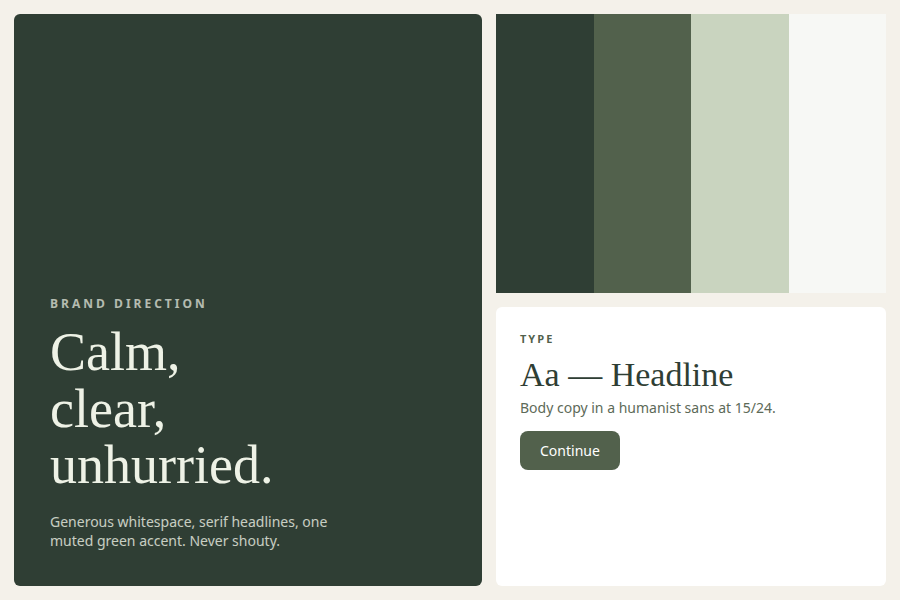 BRAND DIRECTION
Calm,
clear,
unhurried.
Generous whitespace, serif headlines, one
muted green accent. Never shouty.
TYPE
Aa — Headline
Body copy in a humanist sans at 15/24.
Continue